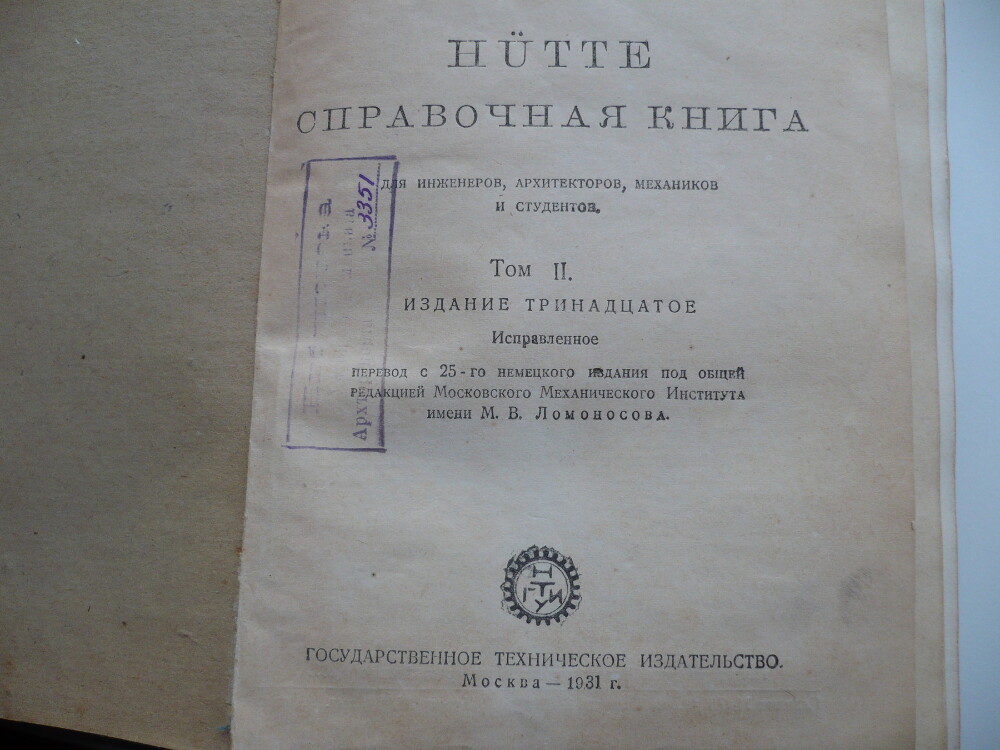 HÜTTE
СПРАВОЧНАЯ КНИГА
ДЛЯ ИНЖЕНЕРОВ, АРХИТЕКТОРОВ, МЕХАНИКОВ
И СТУДЕНТОВ.
Том II.
ИЗДАНИЕ ТРИНАДЦАТОЕ
Исправленное
ПЕРЕВОД С 25-ГО НЕМЕЦКОГО ИЗДАНИЯ ПОД ОБЩЕЙ
РЕДАКЦИЕЙ МОСКОВСКОГО МЕХАНИЧЕСКОГО ИНСТИТУТА
ИМЕНИ М. В. ЛОМОНОСОВА.
№ 3351
Н
ГТИ
У
ГОСУДАРСТВЕННОЕ ТЕХНИЧЕСКОЕ ИЗДАТЕЛЬСТВО.
Москва — 1931 г.